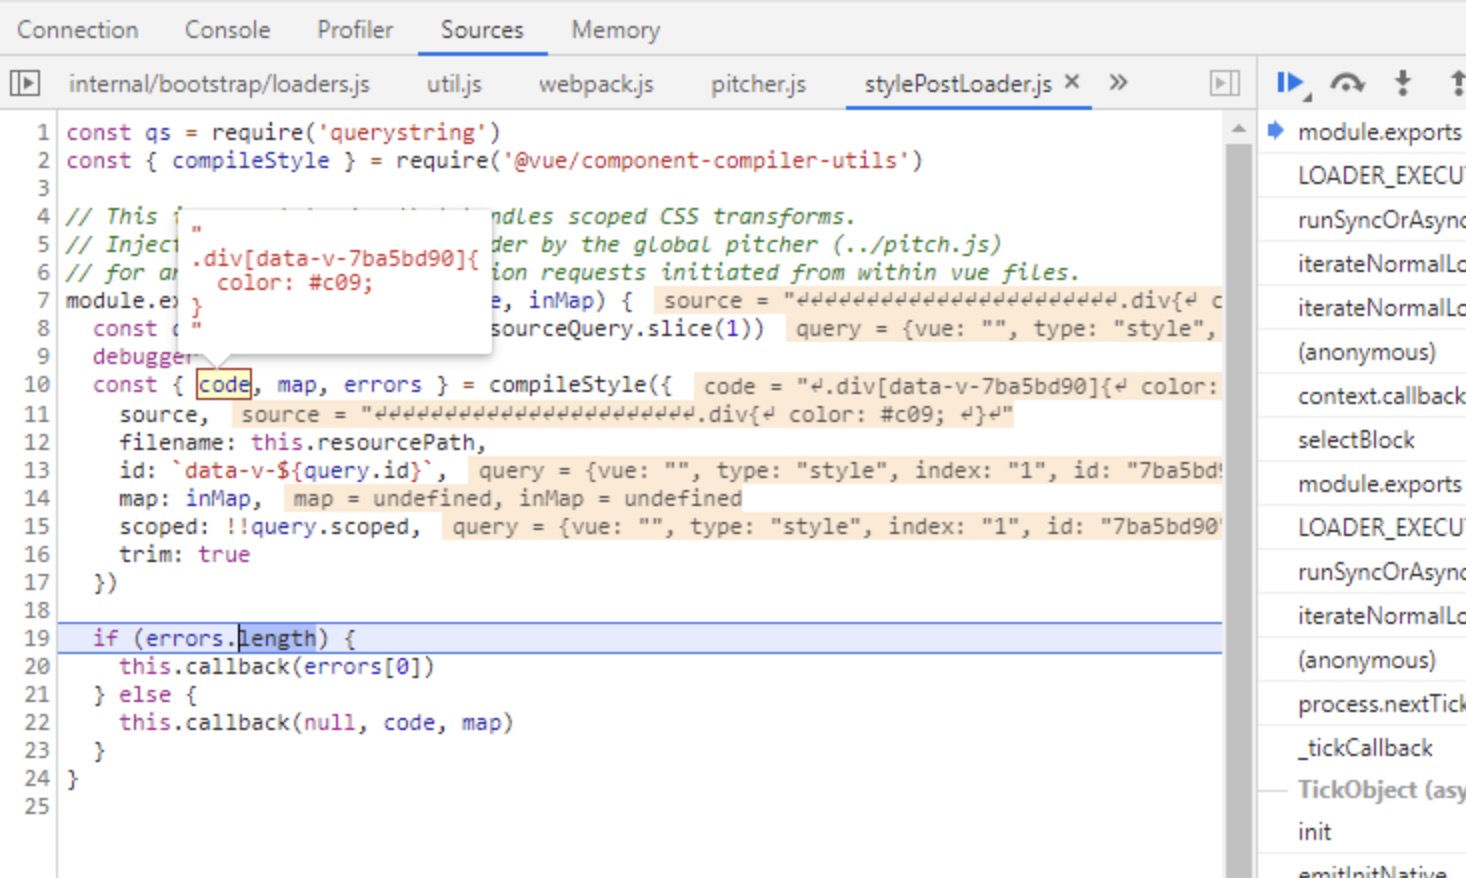 Connection Console Profiler Sources Memory
internal/bootstrap/loaders.js util.js webpack.js pitcher.js stylePostLoader.js × »
1 const qs = require('querystring')
2 const { compileStyle } = require('@vue/component-compiler-utils')
3
4 // This i ndles scoped CSS transforms.
5 // Inject der by the global pitcher (../pitch.js)
6 // for an ion requests initiated from within vue files.
7 module.ex e, inMap) { source = "↲↲↲↲↲↲↲↲↲↲↲↲↲↲↲↲↲↲↲↲↲↲↲.div{↲ c
8 const sourceQuery.slice(1)) query = {vue: "", type: "style",
9 debugger
10 const { code, map, errors } = compileStyle({ code = "↲.div[data-v-7ba5bd90]{↲ color:
11 source, source = "↲↲↲↲↲↲↲↲↲↲↲↲↲↲↲↲↲↲↲↲↲↲↲.div{↲ color: #c09; ↲}↲"
12 filename: this.resourcePath,
13 id: `data-v-${query.id}`, query = {vue: "", type: "style", index: "1", id: "7ba5bd9
14 map: inMap, map = undefined, inMap = undefined
15 scoped: !!query.scoped, query = {vue: "", type: "style", index: "1", id: "7ba5bd90"
16 trim: true
17 })
18
19 if (errors.length) {
20 this.callback(errors[0])
21 } else {
22 this.callback(null, code, map)
23 }
24 }
25
"
.div[data-v-7ba5bd90]{
color: #c09;
}
"
module.exports
LOADER_EXECUT
runSyncOrAsync
iterateNormalLo
iterateNormalLo
(anonymous)
context.callback
selectBlock
module.exports
LOADER_EXECUT
runSyncOrAsync
iterateNormalLo
(anonymous)
process.nextTick
_tickCallback
TickObject (asy
init
emitInitNative